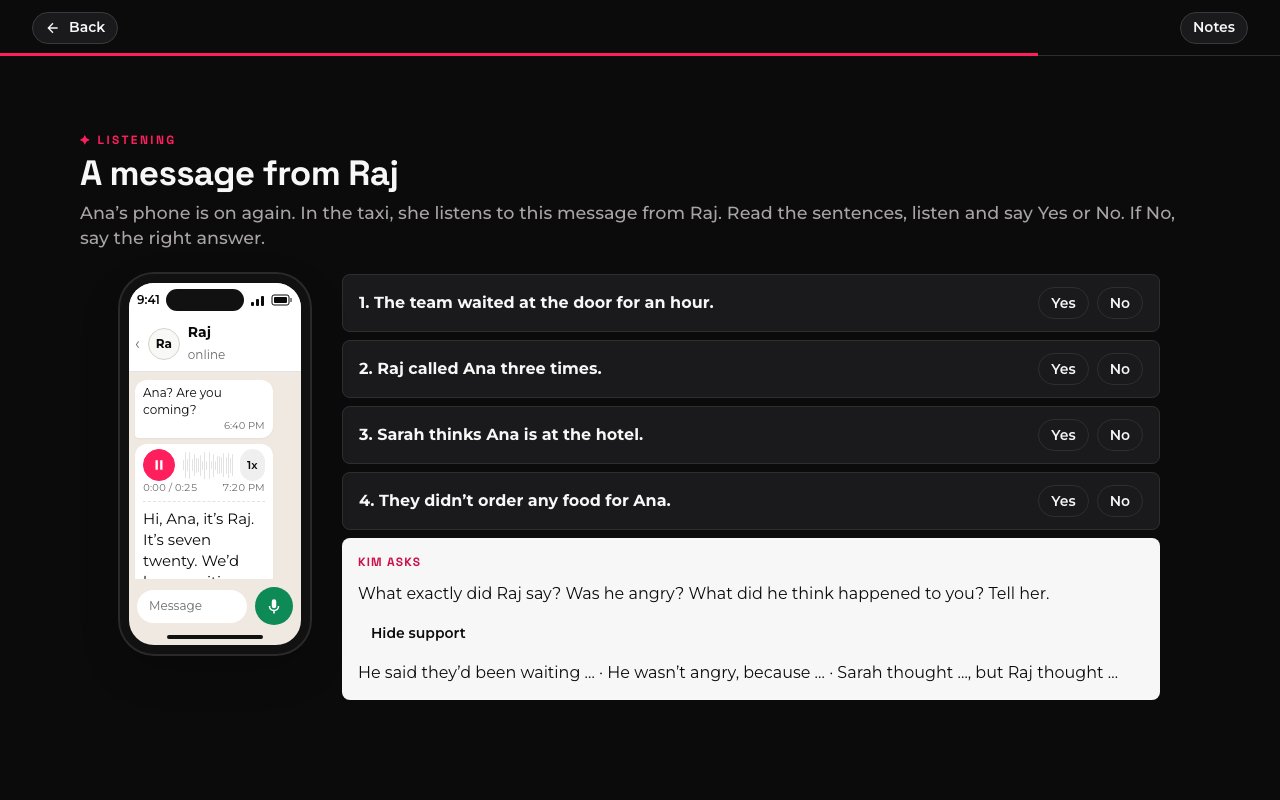 Back
Notes
LISTENING
A message from Raj
Ana’s phone is on again. In the taxi, she listens to this message from Raj. Read the sentences, listen and say Yes or No. If No,
say the right answer.
9:41
Ra
Raj
online
Ana? Are you
coming?
6:40 PM
1x
0:00 / 0:25
7:20 PM
Hi, Ana, it’s Raj.
It’s seven
twenty. We’d
Message
1. The team waited at the door for an hour.
Yes
No
2. Raj called Ana three times.
Yes
No
3. Sarah thinks Ana is at the hotel.
Yes
No
4. They didn’t order any food for Ana.
Yes
No
KIM ASKS
What exactly did Raj say? Was he angry? What did he think happened to you? Tell her.
Hide support
He said they’d been waiting ... · He wasn’t angry, because ... · Sarah thought ..., but Raj thought ...